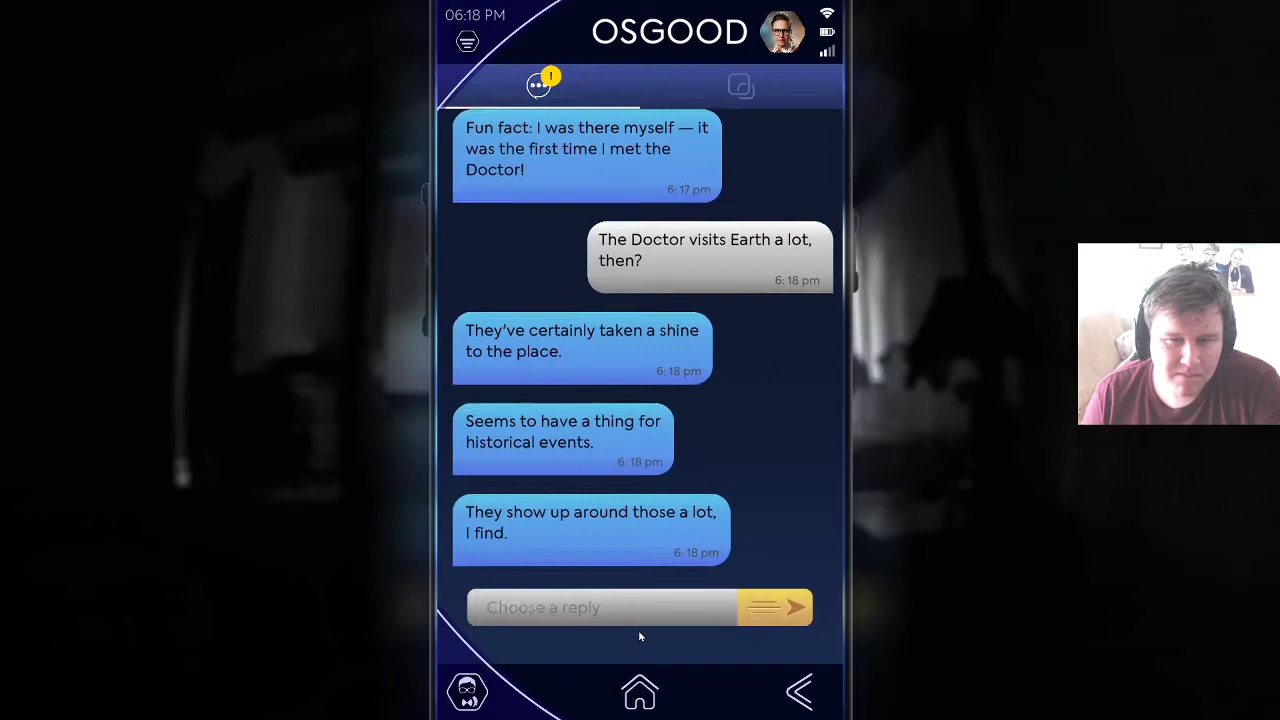 06:18 PM
OSGOOD
!
Fun fact: I was there myself — it
was the first time I met the
Doctor!
6:17 pm
The Doctor visits Earth a lot,
then?
6:18 pm
They've certainly taken a shine
to the place.
6:18 pm
Seems to have a thing for
historical events.
6:18 pm
They show up around those a lot,
I find.
6:18 pm
Choose a reply